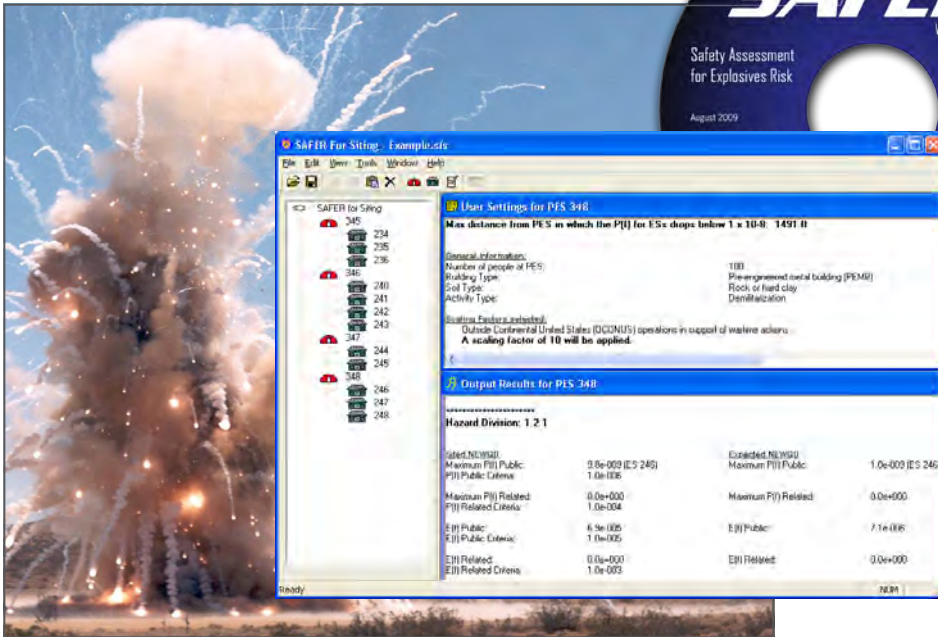 SAFER
Safety Assessment
for Explosives Risk
August 2009
SAFER For Siting - Example.sfs
File Edit View Tools Window Help
SAFER for Siting
345
234
235
236
346
240
241
242
243
347
244
245
348
246
247
248
User Settings for PES 348
Max distance from PES in which the P(f) for ESs drops below 1 x 10-8: 1491 ft
General Information:
Number of people at PES: 100
Building Type: Pre-engineered metal building (PEMB)
Soil Type: Rock or hard clay
Activity Type: Demilitarization
Scaling Factors selected:
Outside Continental United States (OCONUS) operations in support of wartime actions
A scaling factor of 10 will be applied.
Output Results for PES 348
**********************
Hazard Division: 1.2.1
Sited NEWQD Expected NEWQD
Maximum P(f) Public: 9.8e-009 (ES 246) Maximum P(f) Public: 1.0e-009 (ES 246
P(f) Public Criteria: 1.0e-006
Maximum P(f) Related: 0.0e+000 Maximum P(f) Related: 0.0e+000
P(f) Related Criteria: 1.0e-004
E(f) Public: 6.9e-005 E(f) Public: 7.1e-006
E(f) Public Criteria: 1.0e-005
E(f) Related: 0.0e+000 E(f) Related: 0.0e+000
E(f) Related Criteria: 1.0e-003
Ready NUM